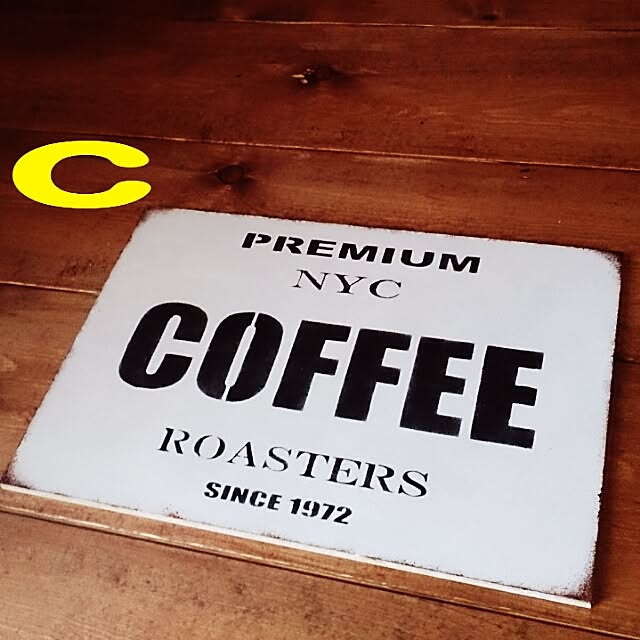 C
PREMIUM
NYC
COFFEE
ROASTERS
SINCE 1972